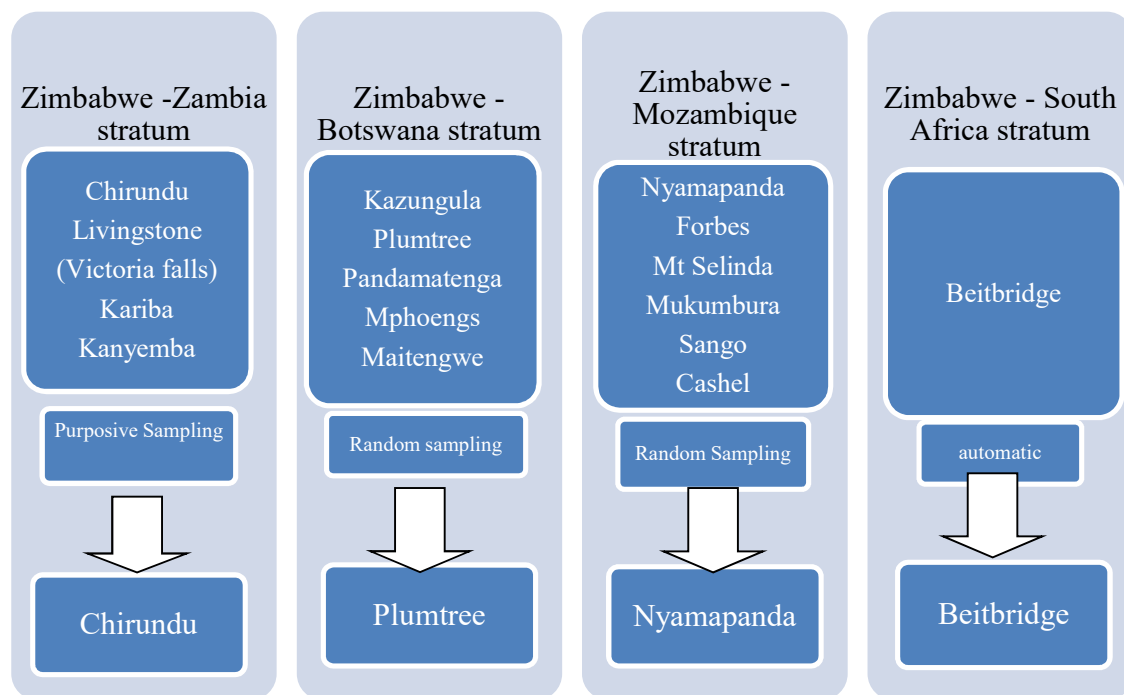 Zimbabwe -Zambia
stratum
Chirundu
Livingstone
(Victoria falls)
Kariba
Kanyemba
Purposive Sampling
Chirundu
Zimbabwe -
Botswana stratum
Kazungula
Plumtree
Pandamatenga
Mphoengs
Maitengwe
Random sampling
Plumtree
Zimbabwe -
Mozambique
stratum
Nyamapanda
Forbes
Mt Selinda
Mukumbura
Sango
Cashel
Random Sampling
Nyamapanda
Zimbabwe - South
Africa stratum
Beitbridge
automatic
Beitbridge